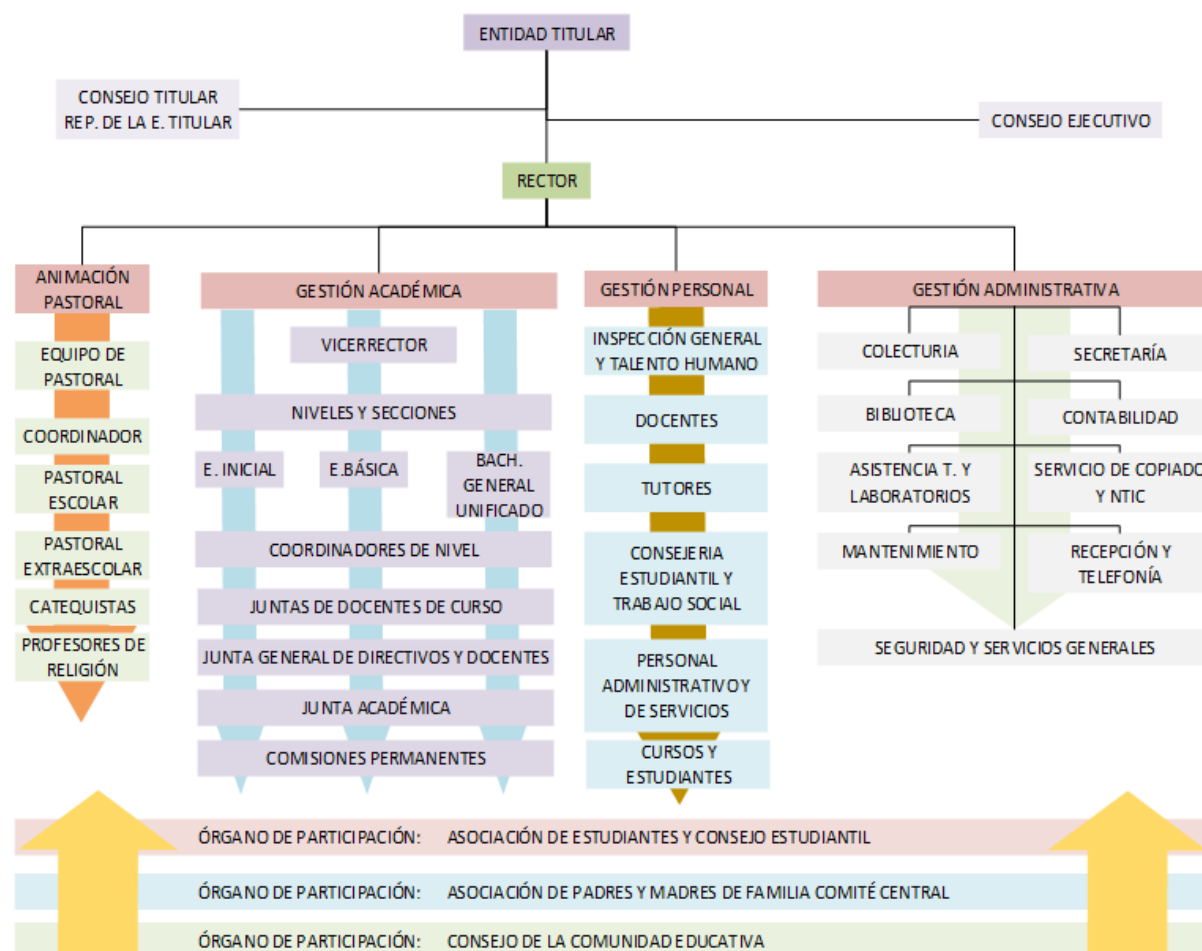 ENTIDAD TITULAR
CONSEJO TITULAR
REP. DE LA E. TITULAR
CONSEJO EJECUTIVO
RECTOR
ANIMACIÓN
PASTORAL
EQUIPO DE
PASTORAL
COORDINADOR
PASTORAL
ESCOLAR
PASTORAL
EXTRAESCOLAR
CATEQUISTAS
PROFESORES DE
RELIGIÓN
GESTIÓN ACADÉMICA
VICERRECTOR
NIVELES Y SECCIONES
E. INICIAL
E.BÁSICA
BACH.
GENERAL
UNIFICADO
COORDINADORES DE NIVEL
JUNTAS DE DOCENTES DE CURSO
JUNTA GENERAL DE DIRECTIVOS Y DOCENTES
JUNTA ACADÉMICA
COMISIONES PERMANENTES
GESTIÓN PERSONAL
INSPECCIÓN GENERAL
Y TALENTO HUMANO
DOCENTES
TUTORES
CONSEJERIA
ESTUDIANTIL Y
TRABAJO SOCIAL
PERSONAL
ADMINISTRATIVO Y
DE SERVICIOS
CURSOS Y
ESTUDIANTES
GESTIÓN ADMINISTRATIVA
COLECTURIA
SECRETARÍA
BIBLIOTECA
CONTABILIDAD
ASISTENCIA T. Y
LABORATORIOS
SERVICIO DE COPIADO
Y NTIC
MANTENIMIENTO
RECEPCIÓN Y
TELEFONÍA
SEGURIDAD Y SERVICIOS GENERALES
ÓRGANO DE PARTICIPACIÓN: ASOCIACIÓN DE ESTUDIANTES Y CONSEJO ESTUDIANTIL
ÓRGANO DE PARTICIPACIÓN: ASOCIACIÓN DE PADRES Y MADRES DE FAMILIA COMITÉ CENTRAL
ÓRGANO DE PARTICIPACIÓN: CONSEJO DE LA COMUNIDAD EDUCATIVA